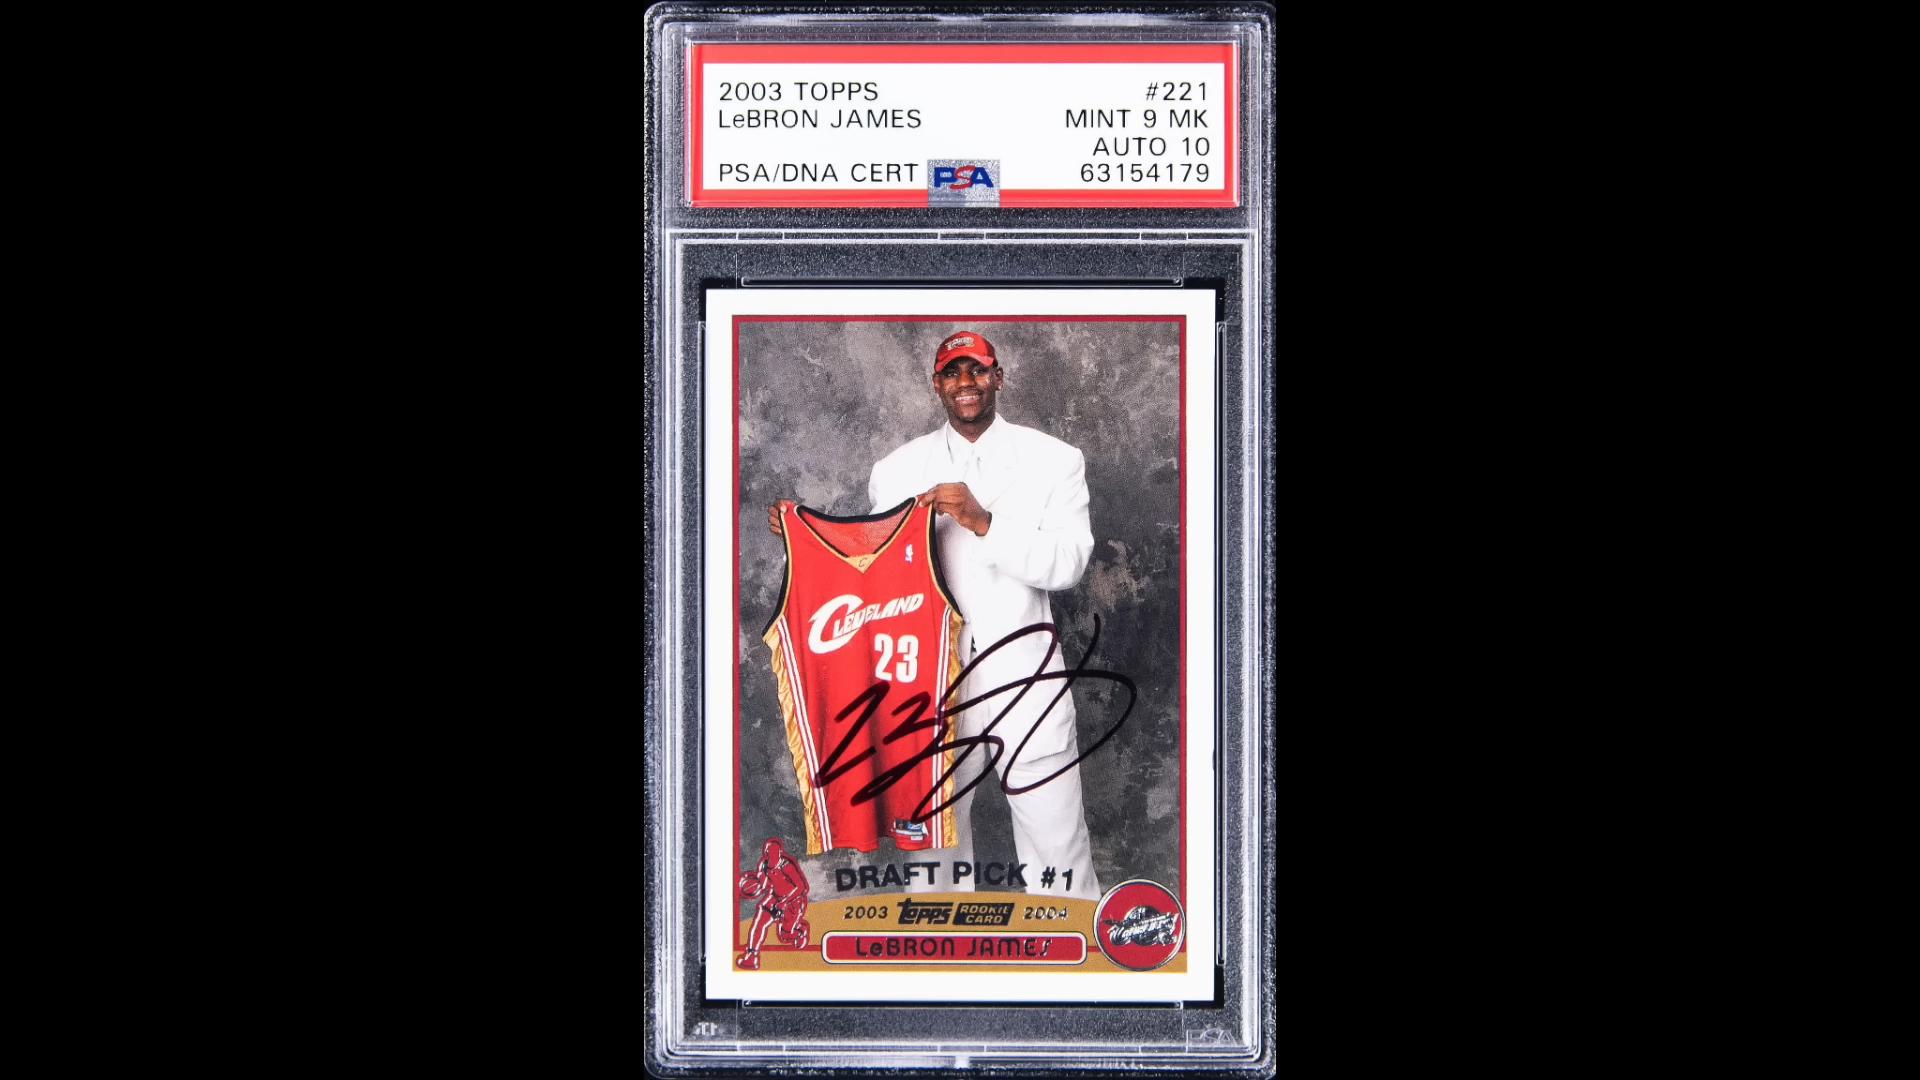 2003 TOPPS #221
LeBRON JAMES MINT 9 MK
AUTO 10
PSA/DNA CERT PSA 63154179
CLEVELAND
23
DRAFT PICK #1
2003 Topps ROOKIE CARD 2004
LeBRON JAMES
PSA